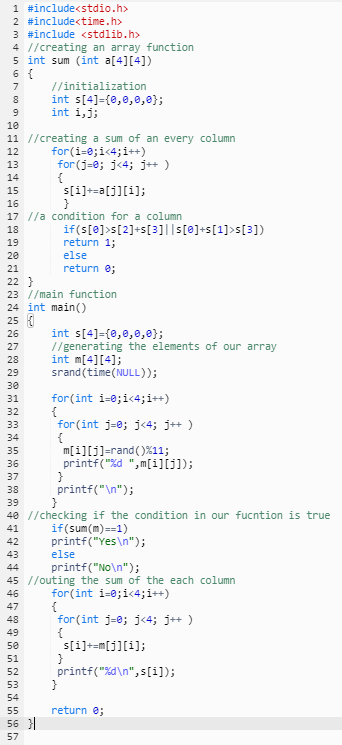 1 #include<stdio.h>
2 #include<time.h>
3 #include <stdlib.h>
4 //creating an array function
5 int sum (int a[4][4])
6 {
7 //initialization
8 int s[4]={0,0,0,0};
9 int i,j;
10
11 //creating a sum of an every column
12 for(i=0;i<4;i++)
13 for(j=0; j<4; j++ )
14 {
15 s[i]+=a[j][i];
16 }
17 //a condition for a column
18 if(s[0]>s[2]+s[3]||s[0]+s[1]>s[3])
19 return 1;
20 else
21 return 0;
22 }
23 //main function
24 int main()
25 {
26 int s[4]={0,0,0,0};
27 //generating the elements of our array
28 int m[4][4];
29 srand(time(NULL));
30
31 for(int i=0;i<4;i++)
32 {
33 for(int j=0; j<4; j++ )
34 {
35 m[i][j]=rand()%11;
36 printf("%d ",m[i][j]);
37 }
38 printf("\n");
39 }
40 //checking if the condition in our fucntion is true
41 if(sum(m)==1)
42 printf("Yes\n");
43 else
44 printf("No\n");
45 //outing the sum of the each column
46 for(int i=0;i<4;i++)
47 {
48 for(int j=0; j<4; j++ )
49 {
50 s[i]+=m[j][i];
51 }
52 printf("%d\n",s[i]);
53 }
54
55 return 0;
56 }
57